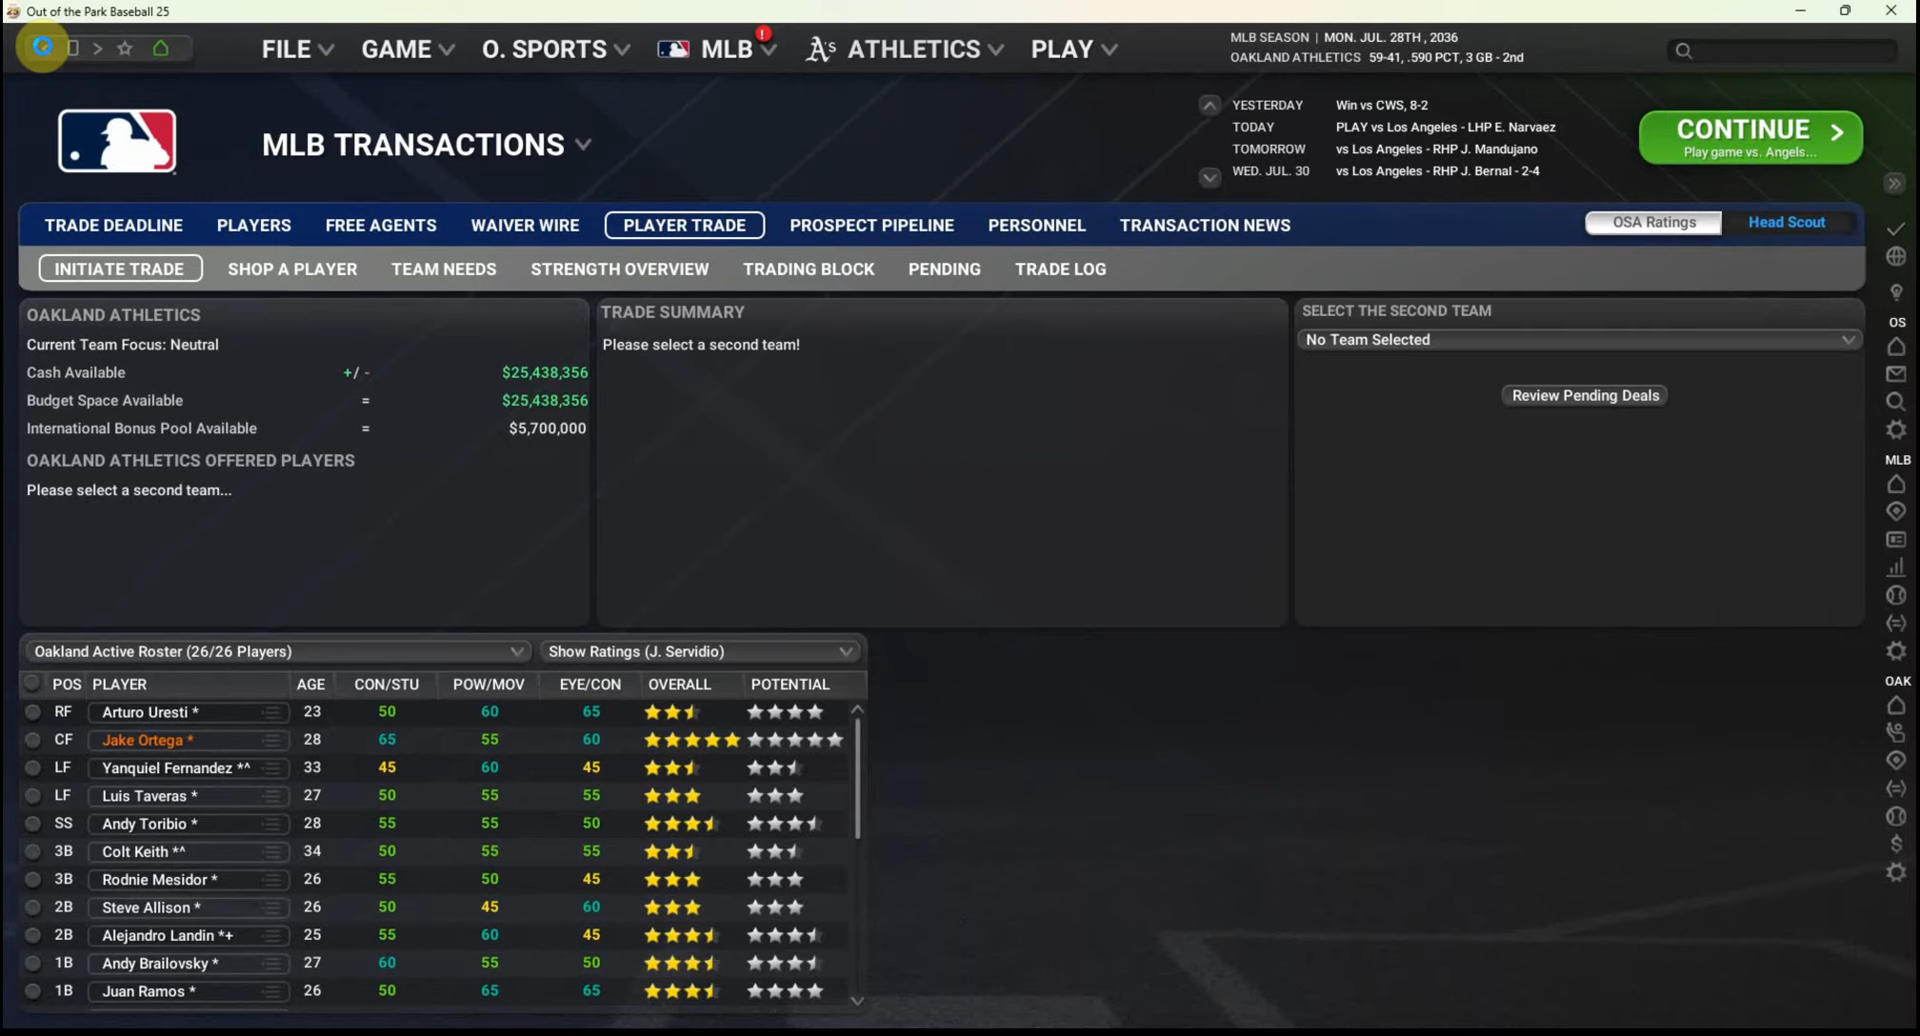 Out of the Park Baseball 25
FILE
GAME
O. SPORTS
MLB
!
A's ATHLETICS
PLAY
MLB SEASON | MON. JUL. 28TH , 2036
OAKLAND ATHLETICS 59-41, .590 PCT, 3 GB - 2nd
MLB TRANSACTIONS
YESTERDAY Win vs CWS, 8-2
TODAY PLAY vs Los Angeles - LHP E. Narvaez
TOMORROW vs Los Angeles - RHP J. Mandujano
WED. JUL. 30 vs Los Angeles - RHP J. Bernal - 2-4
CONTINUE
Play game vs. Angels...
TRADE DEADLINE PLAYERS FREE AGENTS WAIVER WIRE PLAYER TRADE PROSPECT PIPELINE PERSONNEL TRANSACTION NEWS
OSA Ratings Head Scout
INITIATE TRADE SHOP A PLAYER TEAM NEEDS STRENGTH OVERVIEW TRADING BLOCK PENDING TRADE LOG
OAKLAND ATHLETICS
Current Team Focus: Neutral
Cash Available +/ - $25,438,356
Budget Space Available = $25,438,356
International Bonus Pool Available = $5,700,000
OAKLAND ATHLETICS OFFERED PLAYERS
Please select a second team...
TRADE SUMMARY
Please select a second team!
SELECT THE SECOND TEAM
No Team Selected
Review Pending Deals
Oakland Active Roster (26/26 Players)
Show Ratings (J. Servidio)
POS PLAYER AGE CON/STU POW/MOV EYE/CON OVERALL POTENTIAL
RF Arturo Uresti * 23 50 60 65
CF Jake Ortega * 28 65 55 60
LF Yanquiel Fernandez *^ 33 45 60 45
LF Luis Taveras * 27 50 55 55
SS Andy Toribio * 28 55 55 50
3B Colt Keith *^ 34 50 55 55
3B Rodnie Mesidor * 26 55 50 45
2B Steve Allison * 26 50 45 60
2B Alejandro Landin *+ 25 55 60 45
1B Andy Brailovsky * 27 60 55 50
1B Juan Ramos * 26 50 65 65
OS
MLB
OAK
$